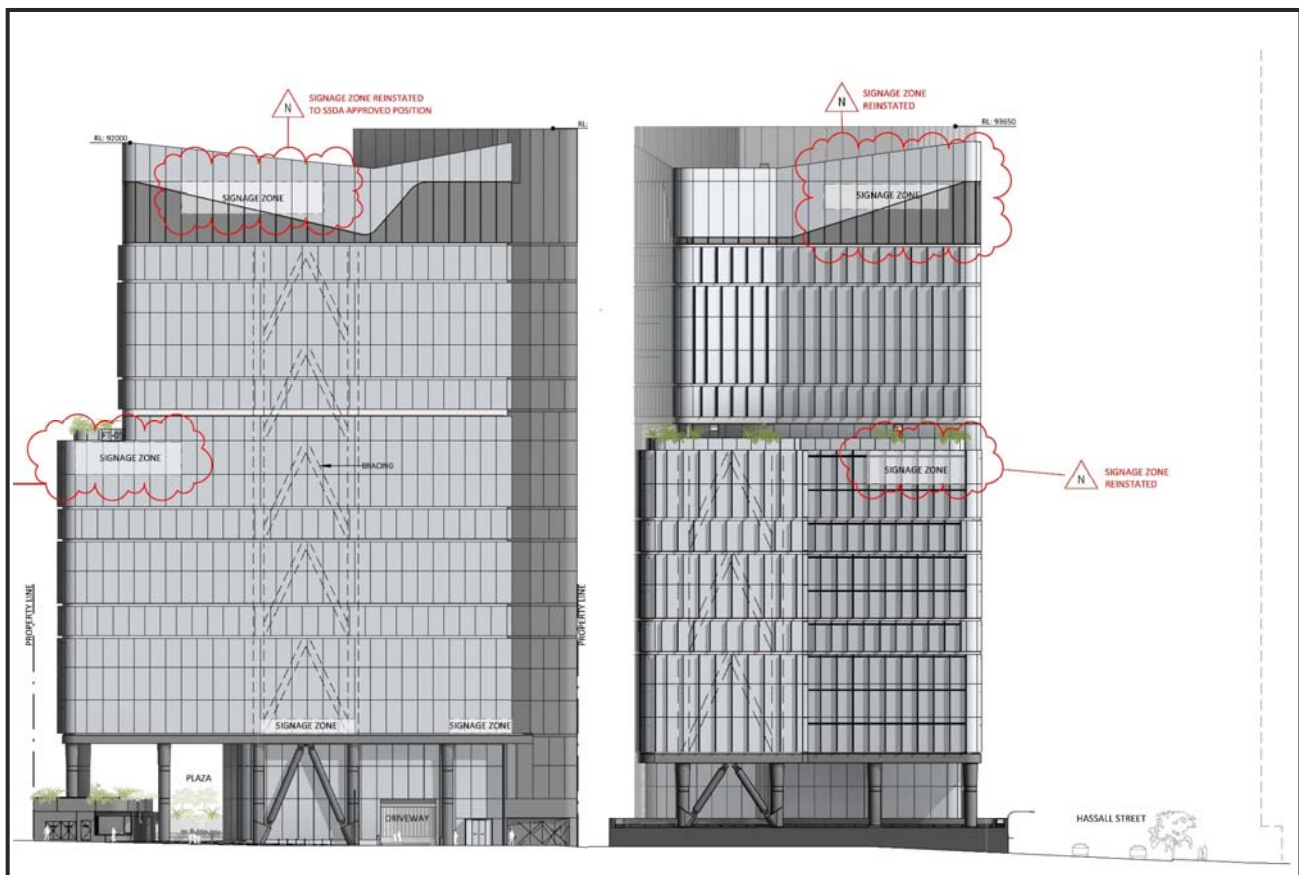 N
SIGNAGE ZONE REINSTATED
TO SSDA APPROVED POSITION
RL: 92000
RL:
SIGNAGE ZONE
SIGNAGE ZONE
BRACING
PROPERTY LINE
PROPERTY LINE
SIGNAGE ZONE
SIGNAGE ZONE
PLAZA
DRIVEWAY
N
SIGNAGE ZONE
REINSTATED
RL: 93650
SIGNAGE ZONE
SIGNAGE ZONE
N
SIGNAGE ZONE
REINSTATED
HASSALL STREET